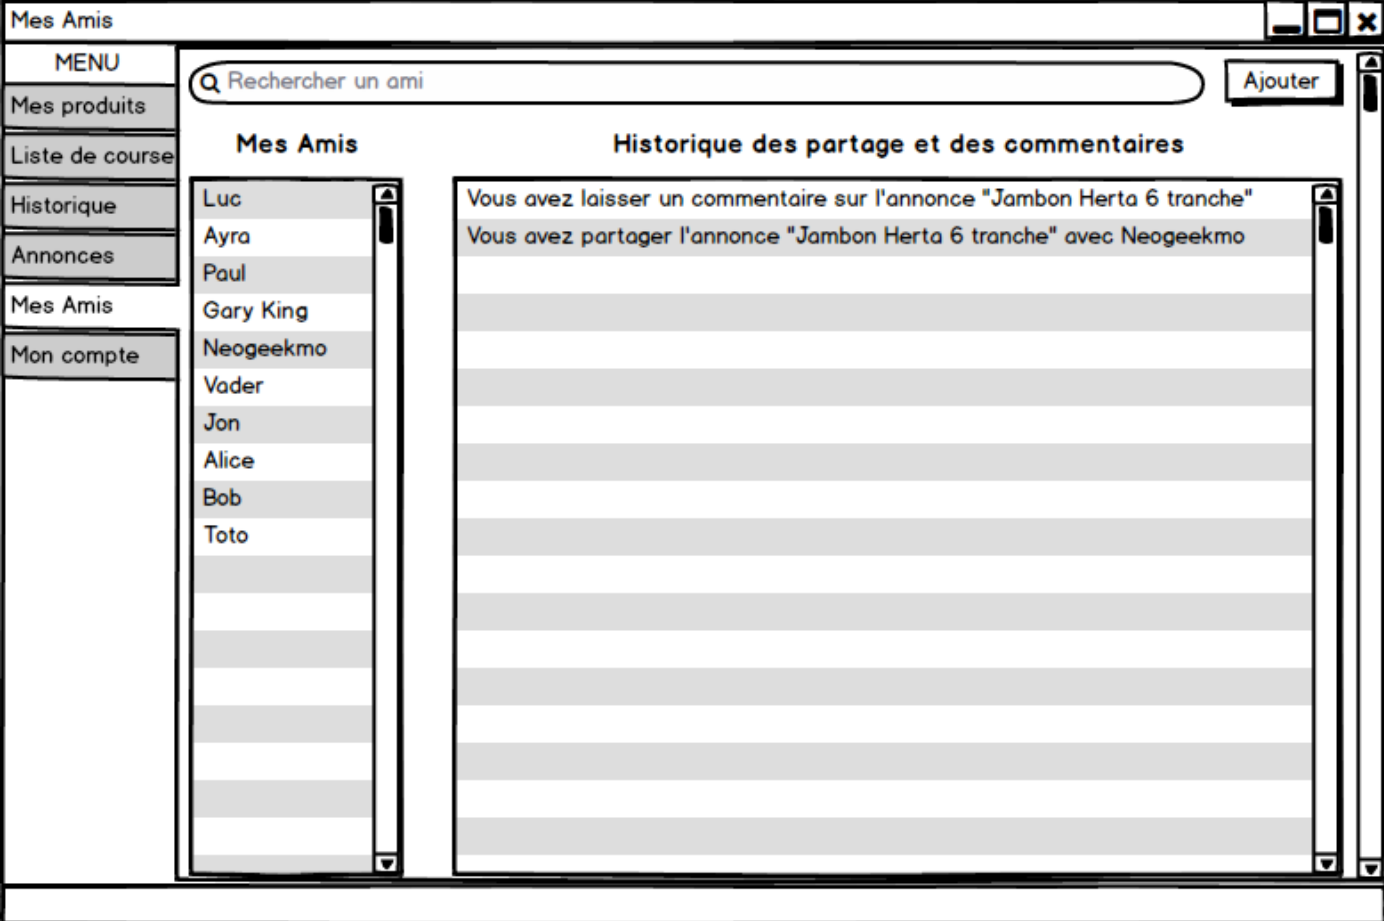 Mes Amis
MENU
Mes produits
Liste de course
Historique
Annonces
Mes Amis
Mon compte
Rechercher un ami
Ajouter
Mes Amis
Luc
Ayra
Paul
Gary King
Neogeekmo
Vader
Jon
Alice
Bob
Toto
Historique des partage et des commentaires
Vous avez laisser un commentaire sur l'annonce "Jambon Herta 6 tranche"
Vous avez partager l'annonce "Jambon Herta 6 tranche" avec Neogeekmo